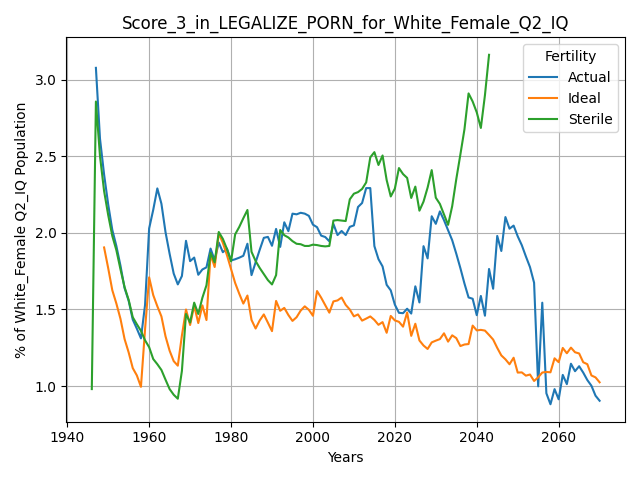 Score_3_in_LEGALIZE_PORN_for_White_Female_Q2_IQ
Fertility
Actual
Ideal
Sterile
% of White_Female Q2_IQ Population
3.0
2.5
2.0
1.5
1.0
1940
1960
1980
2000
2020
2040
2060
Years